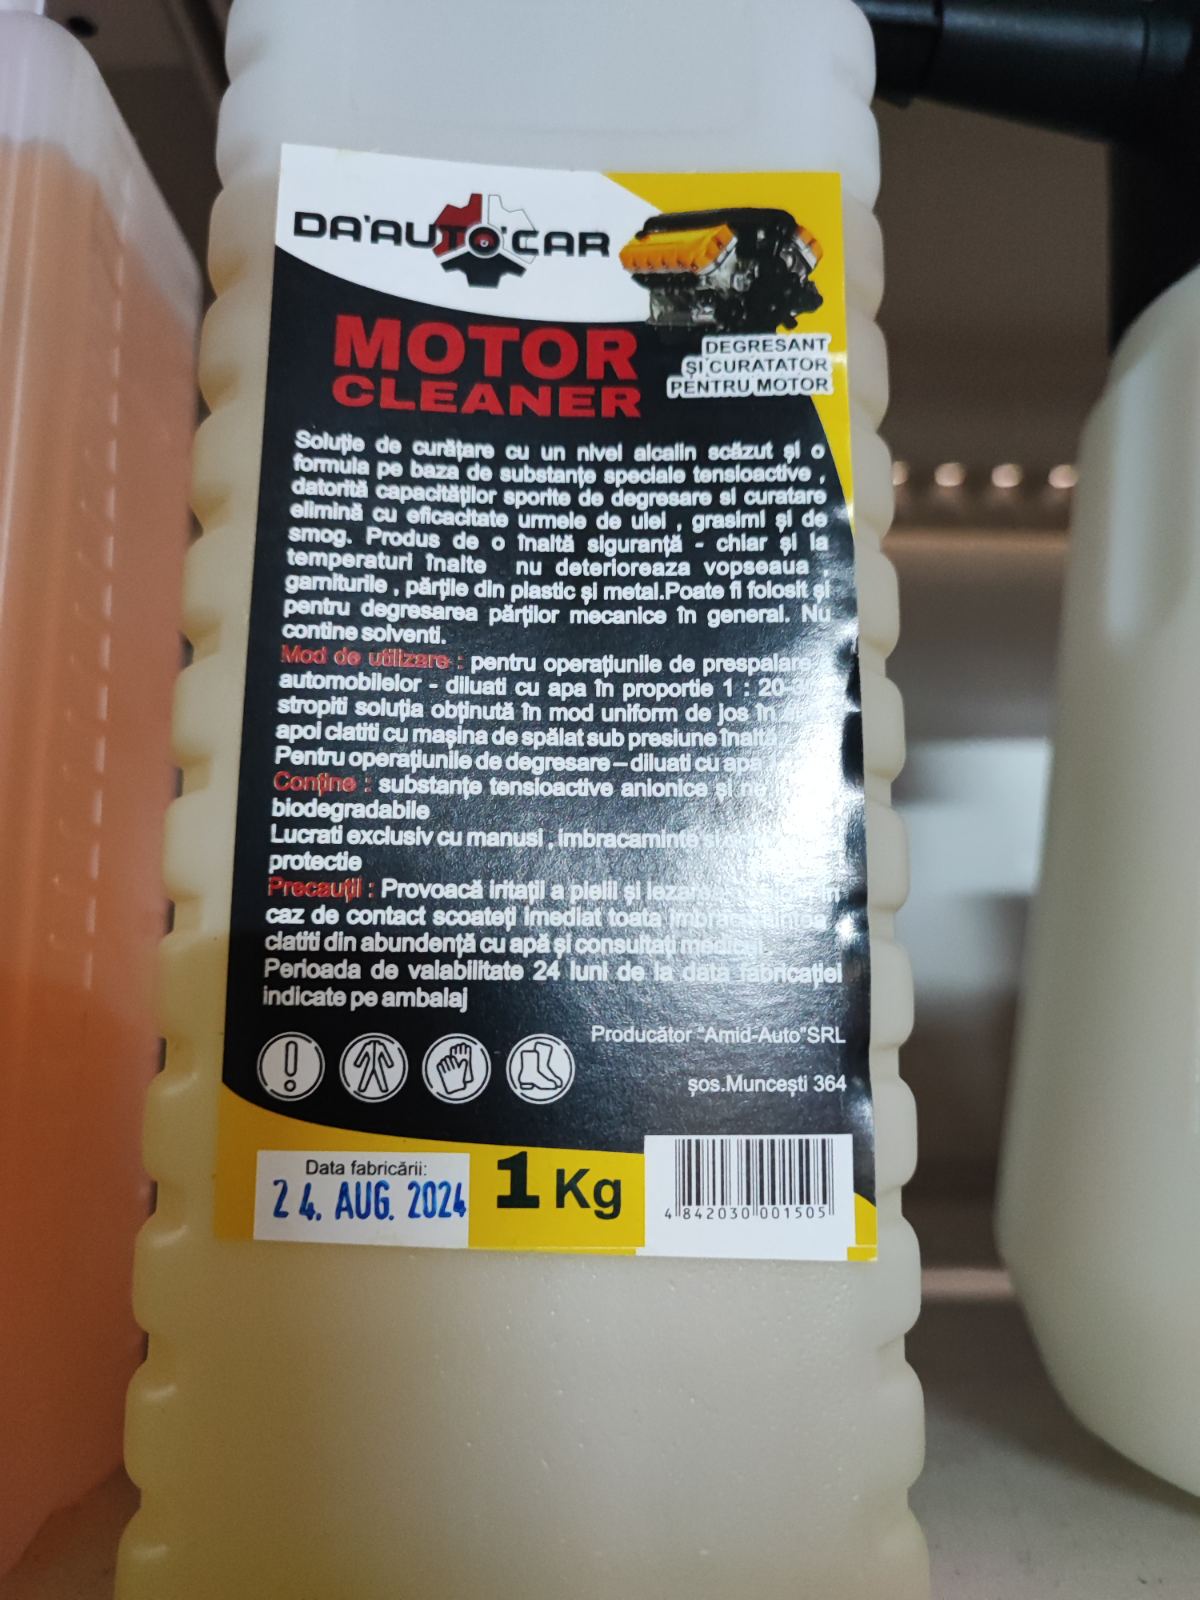 DA'AUTO'CAR
MOTOR
CLEANER
DEGRESANT
ȘI CURATATOR
PENTRU MOTOR
Soluție de curățare cu un nivel alcalin scăzut și o
formula pe baza de substanțe speciale tensioactive ,
datorită capacităților sporite de degresare si curatare
elimină cu eficacitate urmele de ulei , grasimi și de
smog. Produs de o înaltă siguranță - chiar și la
temperaturi înalte nu deterioreaza vopseaua ,
garniturile , părțile din plastic și metal.Poate fi folosit și
pentru degresarea părților mecanice în general. Nu
contine solventi.
Mod de utilizare : pentru operațiunile de prespalare
automobilelor - diluati cu apa în proportie 1 : 20-
stropiti soluția obținută în mod uniform de jos în
apoi clatiti cu mașina de spălat sub presiune înaltă
Pentru operațiunile de degresare – diluati cu apa
Conține : substanțe tensioactive anionice și
biodegradabile
Lucrati exclusiv cu manusi , imbracaminte si
protectie
Precauții : Provoacă iritații a pielii și
caz de contact scoateți imediat toata
clatiti din abundență cu apă și consultați medicul
Perioada de valabilitate 24 luni de la data fabricației
indicate pe ambalaj
Producător "Amid-Auto"SRL
șos.Muncești 364
Data fabricării:
24. AUG. 2024
1 Kg
4 842030 001505